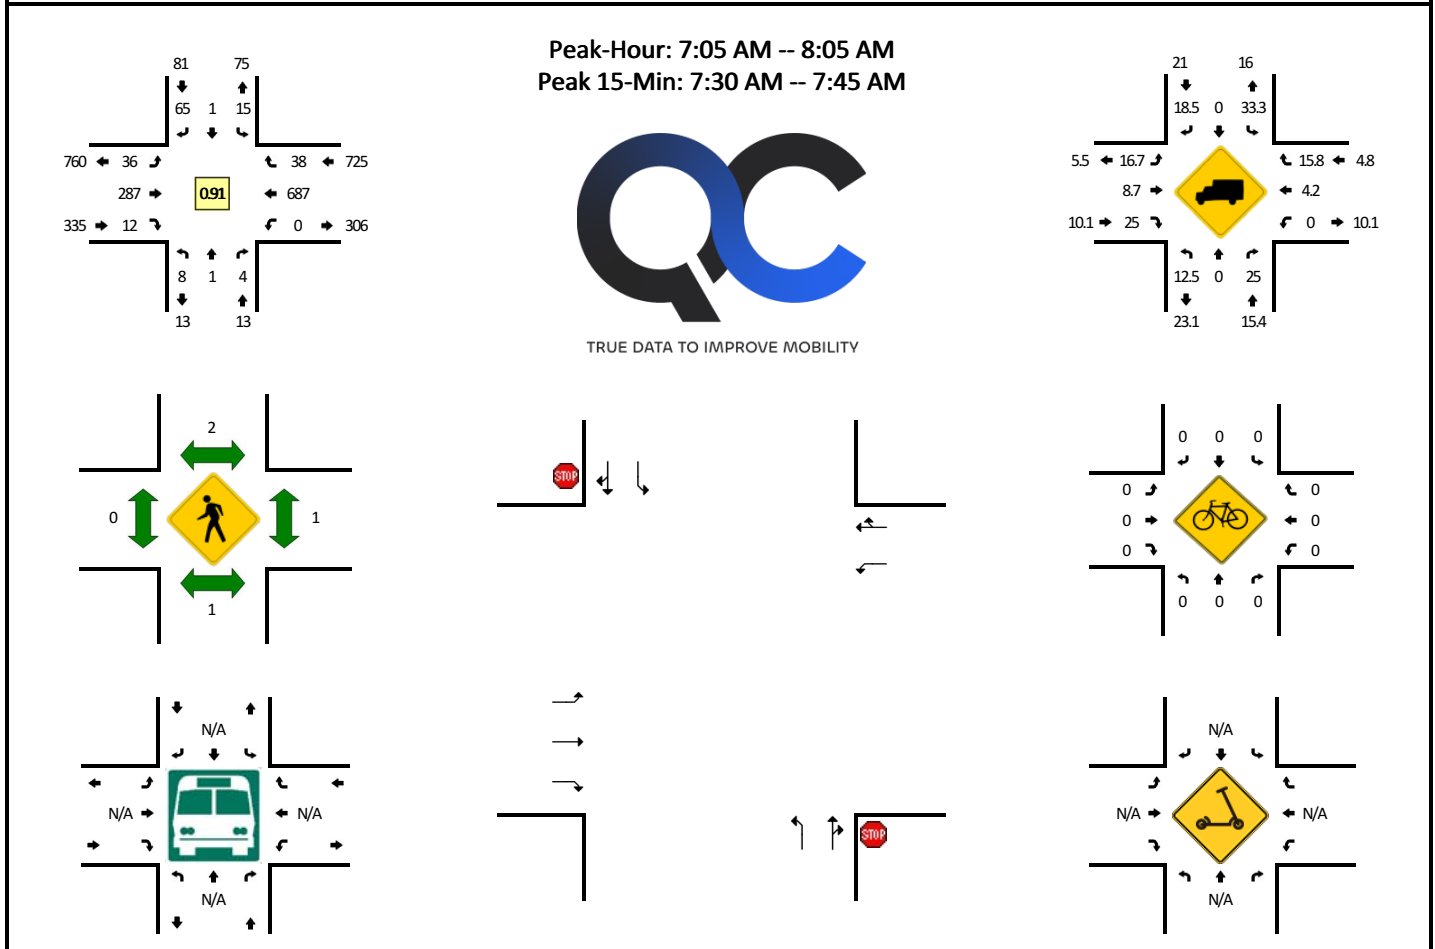 Peak-Hour: 7:05 AM -- 8:05 AM
Peak 15-Min: 7:30 AM -- 7:45 AM
81 75
65 1 15
760 36 38 725
287 0.91 687
335 12 0 306
8 1 4
13 13
TRUE DATA TO IMPROVE MOBILITY
21 16
18.5 0 33.3
5.5 16.7 15.8 4.8
8.7 4.2
10.1 25 0 10.1
12.5 0 25
23.1 15.4
2
0 1
1
STOP
STOP
0 0 0
0 0
0 0
0 0
0 0 0
N/A
N/A N/A
N/A
N/A
N/A N/A
N/A